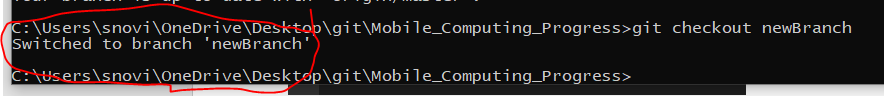 C:\Users\snovi\OneDrive\Desktop\git\Mobile_Computing_Progress>git checkout newBranch
Switched to branch 'newBranch'
C:\Users\snovi\OneDrive\Desktop\git\Mobile_Computing_Progress>